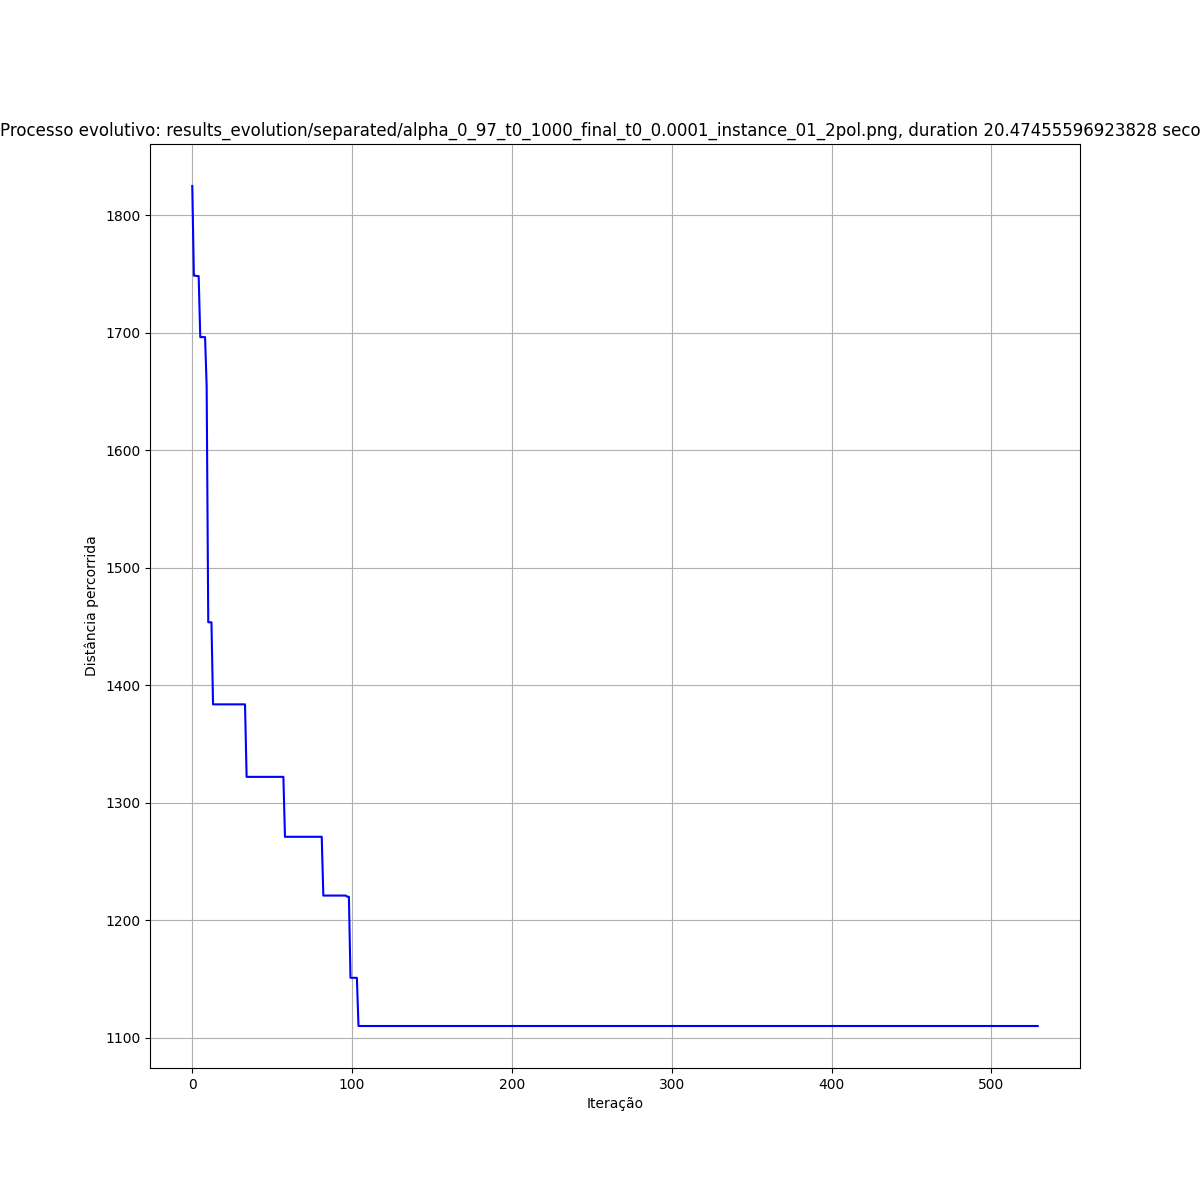 Processo evolutivo: results_evolution/separated/alpha_0_97_t0_1000_final_t0_0.0001_instance_01_2pol.png, duration 20.47455596923828 seco
1800
1700
1600
1500
1400
1300
1200
1100
Distância percorrida
0 100 200 300 400 500
Iteração